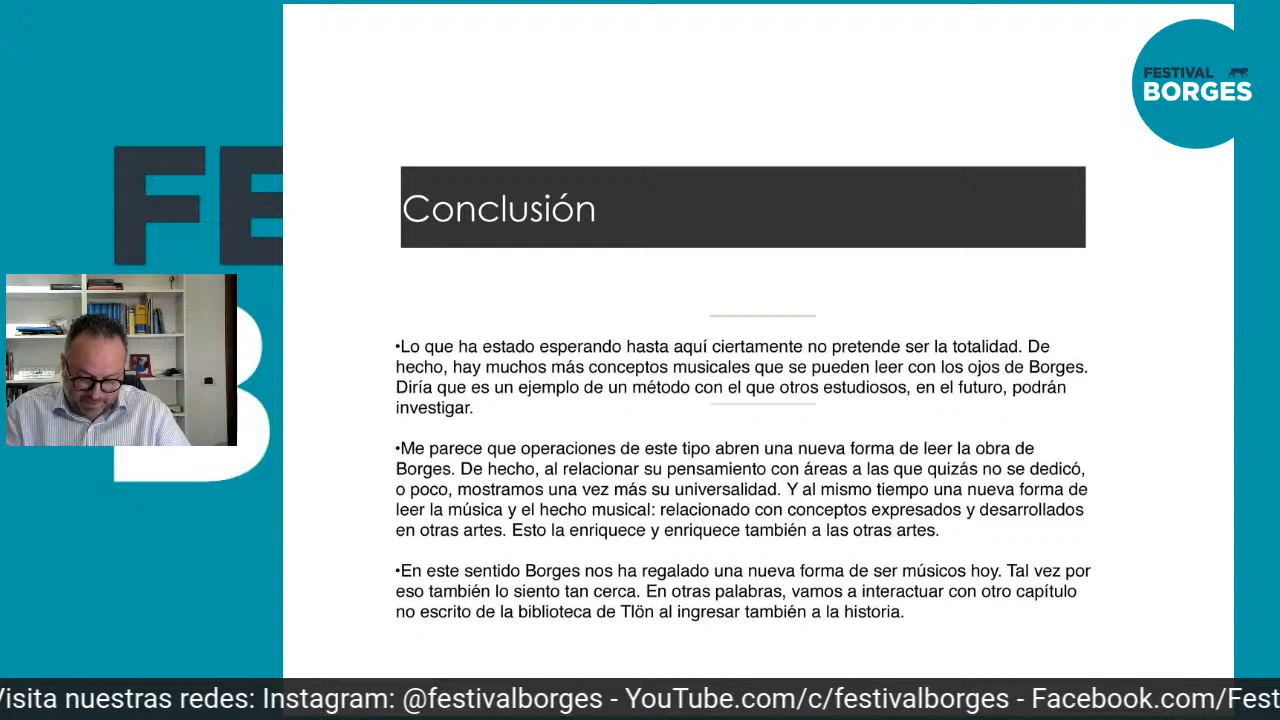 FESTIVAL
BORGES
FE
B
Conclusión
•Lo que ha estado esperando hasta aquí ciertamente no pretende ser la totalidad. De
hecho, hay muchos más conceptos musicales que se pueden leer con los ojos de Borges.
Diría que es un ejemplo de un método con el que otros estudiosos, en el futuro, podrán
investigar.
•Me parece que operaciones de este tipo abren una nueva forma de leer la obra de
Borges. De hecho, al relacionar su pensamiento con áreas a las que quizás no se dedicó,
o poco, mostramos una vez más su universalidad. Y al mismo tiempo una nueva forma de
leer la música y el hecho musical: relacionado con conceptos expresados y desarrollados
en otras artes. Esto la enriquece y enriquece también a las otras artes.
•En este sentido Borges nos ha regalado una nueva forma de ser músicos hoy. Tal vez por
eso también lo siento tan cerca. En otras palabras, vamos a interactuar con otro capítulo
no escrito de la biblioteca de Tlön al ingresar también a la historia.
Visita nuestras redes: Instagram: @festivalborges - YouTube.com/c/festivalborges - Facebook.com/Fest